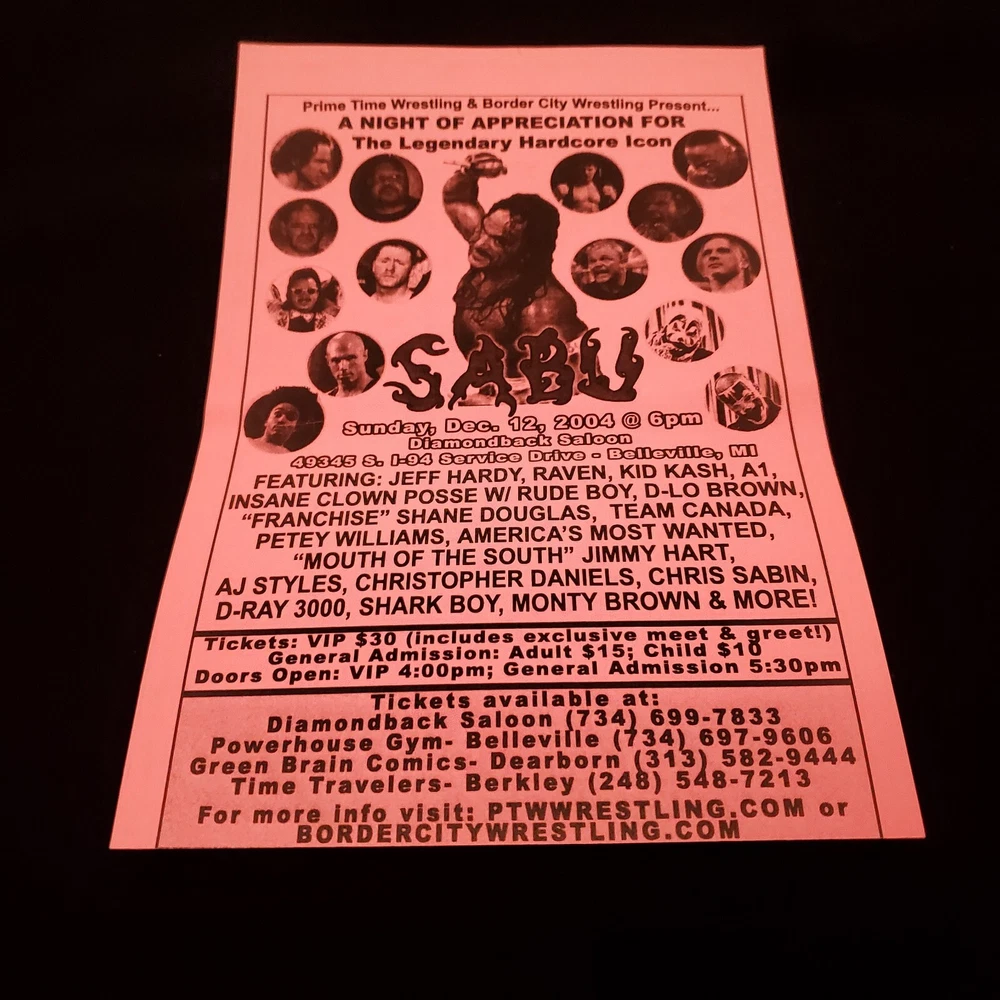 Prime Time Wrestling & Border City Wrestling Present...
A NIGHT OF APPRECIATION FOR
The Legendary Hardcore Icon
SABU
Sunday, Dec. 12, 2004 @ 6pm
Diamondback Saloon
49345 S. I-94 Service Drive - Belleville, MI
FEATURING: JEFF HARDY, RAVEN, KID KASH, A1,
INSANE CLOWN POSSE W/ RUDE BOY, D-LO BROWN,
“FRANCHISE” SHANE DOUGLAS, TEAM CANADA,
PETEY WILLIAMS, AMERICA’S MOST WANTED,
“MOUTH OF THE SOUTH” JIMMY HART,
AJ STYLES, CHRISTOPHER DANIELS, CHRIS SABIN,
D-RAY 3000, SHARK BOY, MONTY BROWN & MORE!
Tickets: VIP $30 (includes exclusive meet & greet!)
General Admission: Adult $15; Child $10
Doors Open: VIP 4:00pm; General Admission 5:30pm
Tickets available at:
Diamondback Saloon (734) 699-7833
Powerhouse Gym- Belleville (734) 697-9606
Green Brain Comics- Dearborn (313) 582-9444
Time Travelers- Berkley (248) 548-7213
For more info visit: PTWWRESTLING.COM or
BORDERCITYWRESTLING.COM